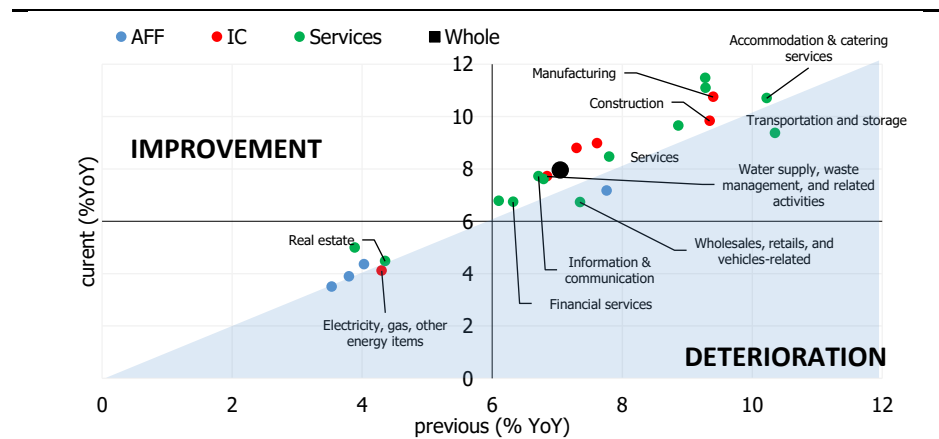 AFF
IC
Services
Whole
Accommodation & catering
services
12
Manufacturing
Construction
10
Transportation and storage
IMPROVEMENT
Services
8
Water supply, waste
management, and related
activities
6
current (%YoY)
Real estate
Wholesales, retails, and
vehicles-related
Information &
communication
4
Financial services
Electricity, gas, other
energy items
2
DETERIORATION
0
0
2
4
6
8
10
12
previous (% YoY)